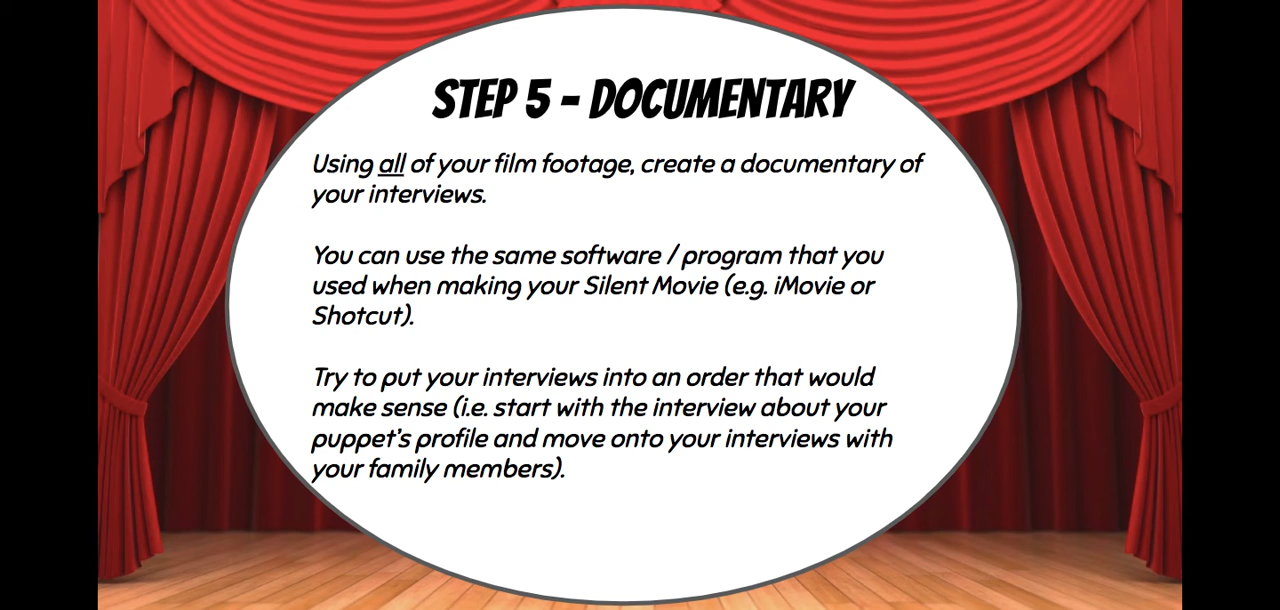 STEP 5 - DOCUMENTARY
Using all of your film footage, create a documentary of
your interviews.
You can use the same software / program that you
used when making your Silent Movie (e.g. iMovie or
Shotcut).
Try to put your interviews into an order that would
make sense (i.e. start with the interview about your
puppet's profile and move onto your interviews with
your family members).